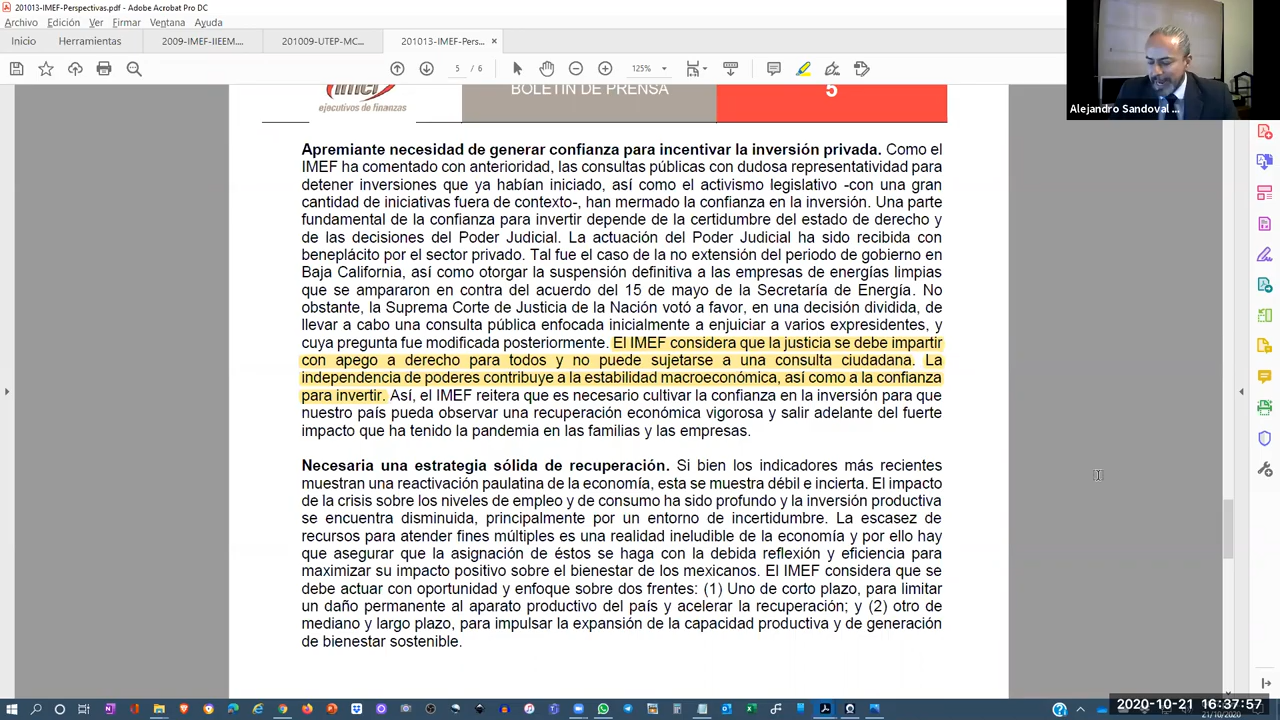 201013-IMEF-Perspectivas.pdf - Adobe Acrobat Pro DC
Archivo Edición Ver Firmar Ventana Ayuda
Inicio Herramientas 2009-IMEF-IIEEM.... 201009-UTEP-MC... 201013-IMEF-Pers... ×
5 / 6 125%
Alejandro Sandoval ...
imef
ejecutivos de finanzas
BOLETÍN DE PRENSA
5
Apremiante necesidad de generar confianza para incentivar la inversión privada. Como el
IMEF ha comentado con anterioridad, las consultas públicas con dudosa representatividad para
detener inversiones que ya habían iniciado, así como el activismo legislativo -con una gran
cantidad de iniciativas fuera de contexto-, han mermado la confianza en la inversión. Una parte
fundamental de la confianza para invertir depende de la certidumbre del estado de derecho y
de las decisiones del Poder Judicial. La actuación del Poder Judicial ha sido recibida con
beneplácito por el sector privado. Tal fue el caso de la no extensión del periodo de gobierno en
Baja California, así como otorgar la suspensión definitiva a las empresas de energías limpias
que se ampararon en contra del acuerdo del 15 de mayo de la Secretaría de Energía. No
obstante, la Suprema Corte de Justicia de la Nación votó a favor, en una decisión dividida, de
llevar a cabo una consulta pública enfocada inicialmente a enjuiciar a varios expresidentes, y
cuya pregunta fue modificada posteriormente. El IMEF considera que la justicia se debe impartir
con apego a derecho para todos y no puede sujetarse a una consulta ciudadana. La
independencia de poderes contribuye a la estabilidad macroeconómica, así como a la confianza
para invertir. Así, el IMEF reitera que es necesario cultivar la confianza en la inversión para que
nuestro país pueda observar una recuperación económica vigorosa y salir adelante del fuerte
impacto que ha tenido la pandemia en las familias y las empresas.
Necesaria una estrategia sólida de recuperación. Si bien los indicadores más recientes
muestran una reactivación paulatina de la economía, esta se muestra débil e incierta. El impacto
de la crisis sobre los niveles de empleo y de consumo ha sido profundo y la inversión productiva
se encuentra disminuida, principalmente por un entorno de incertidumbre. La escasez de
recursos para atender fines múltiples es una realidad ineludible de la economía y por ello hay
que asegurar que la asignación de éstos se haga con la debida reflexión y eficiencia para
maximizar su impacto positivo sobre el bienestar de los mexicanos. El IMEF considera que se
debe actuar con oportunidad y enfoque sobre dos frentes: (1) Uno de corto plazo, para limitar
un daño permanente al aparato productivo del país y acelerar la recuperación; y (2) otro de
mediano y largo plazo, para impulsar la expansión de la capacidad productiva y de generación
de bienestar sostenible.
2020-10-21 16:37:57
21/10/2020